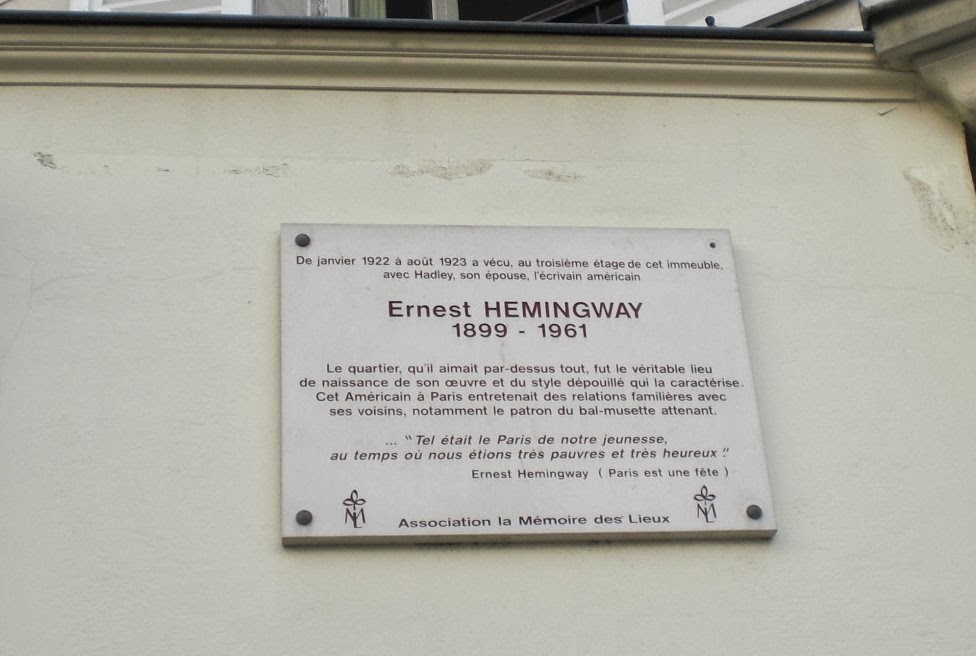 De janvier 1922 à août 1923 a vécu, au troisième étage de cet immeuble,
avec Hadley, son épouse, l'écrivain américain
Ernest HEMINGWAY
1899 - 1961
Le quartier, qu'il aimait par-dessus tout, fut le véritable lieu
de naissance de son œuvre et du style dépouillé qui la caractérise.
Cet Américain à Paris entretenait des relations familières avec
ses voisins, notamment le patron du bal-musette attenant.
... "Tel était le Paris de notre jeunesse,
au temps où nous étions très pauvres et très heureux."
Ernest Hemingway ( Paris est une fête )
Association la Mémoire des Lieux